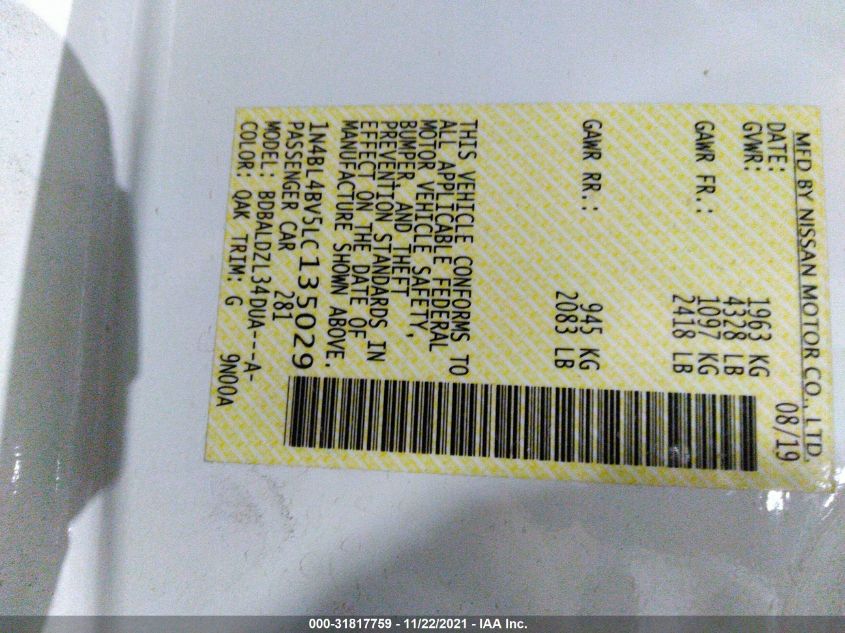 MFD BY NISSAN MOTOR CO., LTD.
DATE: 08/19
GVWR: 1963 KG
4328 LB
GAWR FR.: 1097 KG
2418 LB
GAWR RR.: 945 KG
2083 LB
THIS VEHICLE CONFORMS TO
ALL APPLICABLE FEDERAL
MOTOR VEHICLE SAFETY,
BUMPER, AND THEFT
PREVENTION STANDARDS IN
EFFECT ON THE DATE OF
MANUFACTURE SHOWN ABOVE.
1N4BL4BV5LC135029
PASSENGER CAR 281
MODEL: BDBALDZL34DUA---A-
COLOR: QAK TRIM: G 9N00A
000-31817759 - 11/22/2021 - IAA Inc.